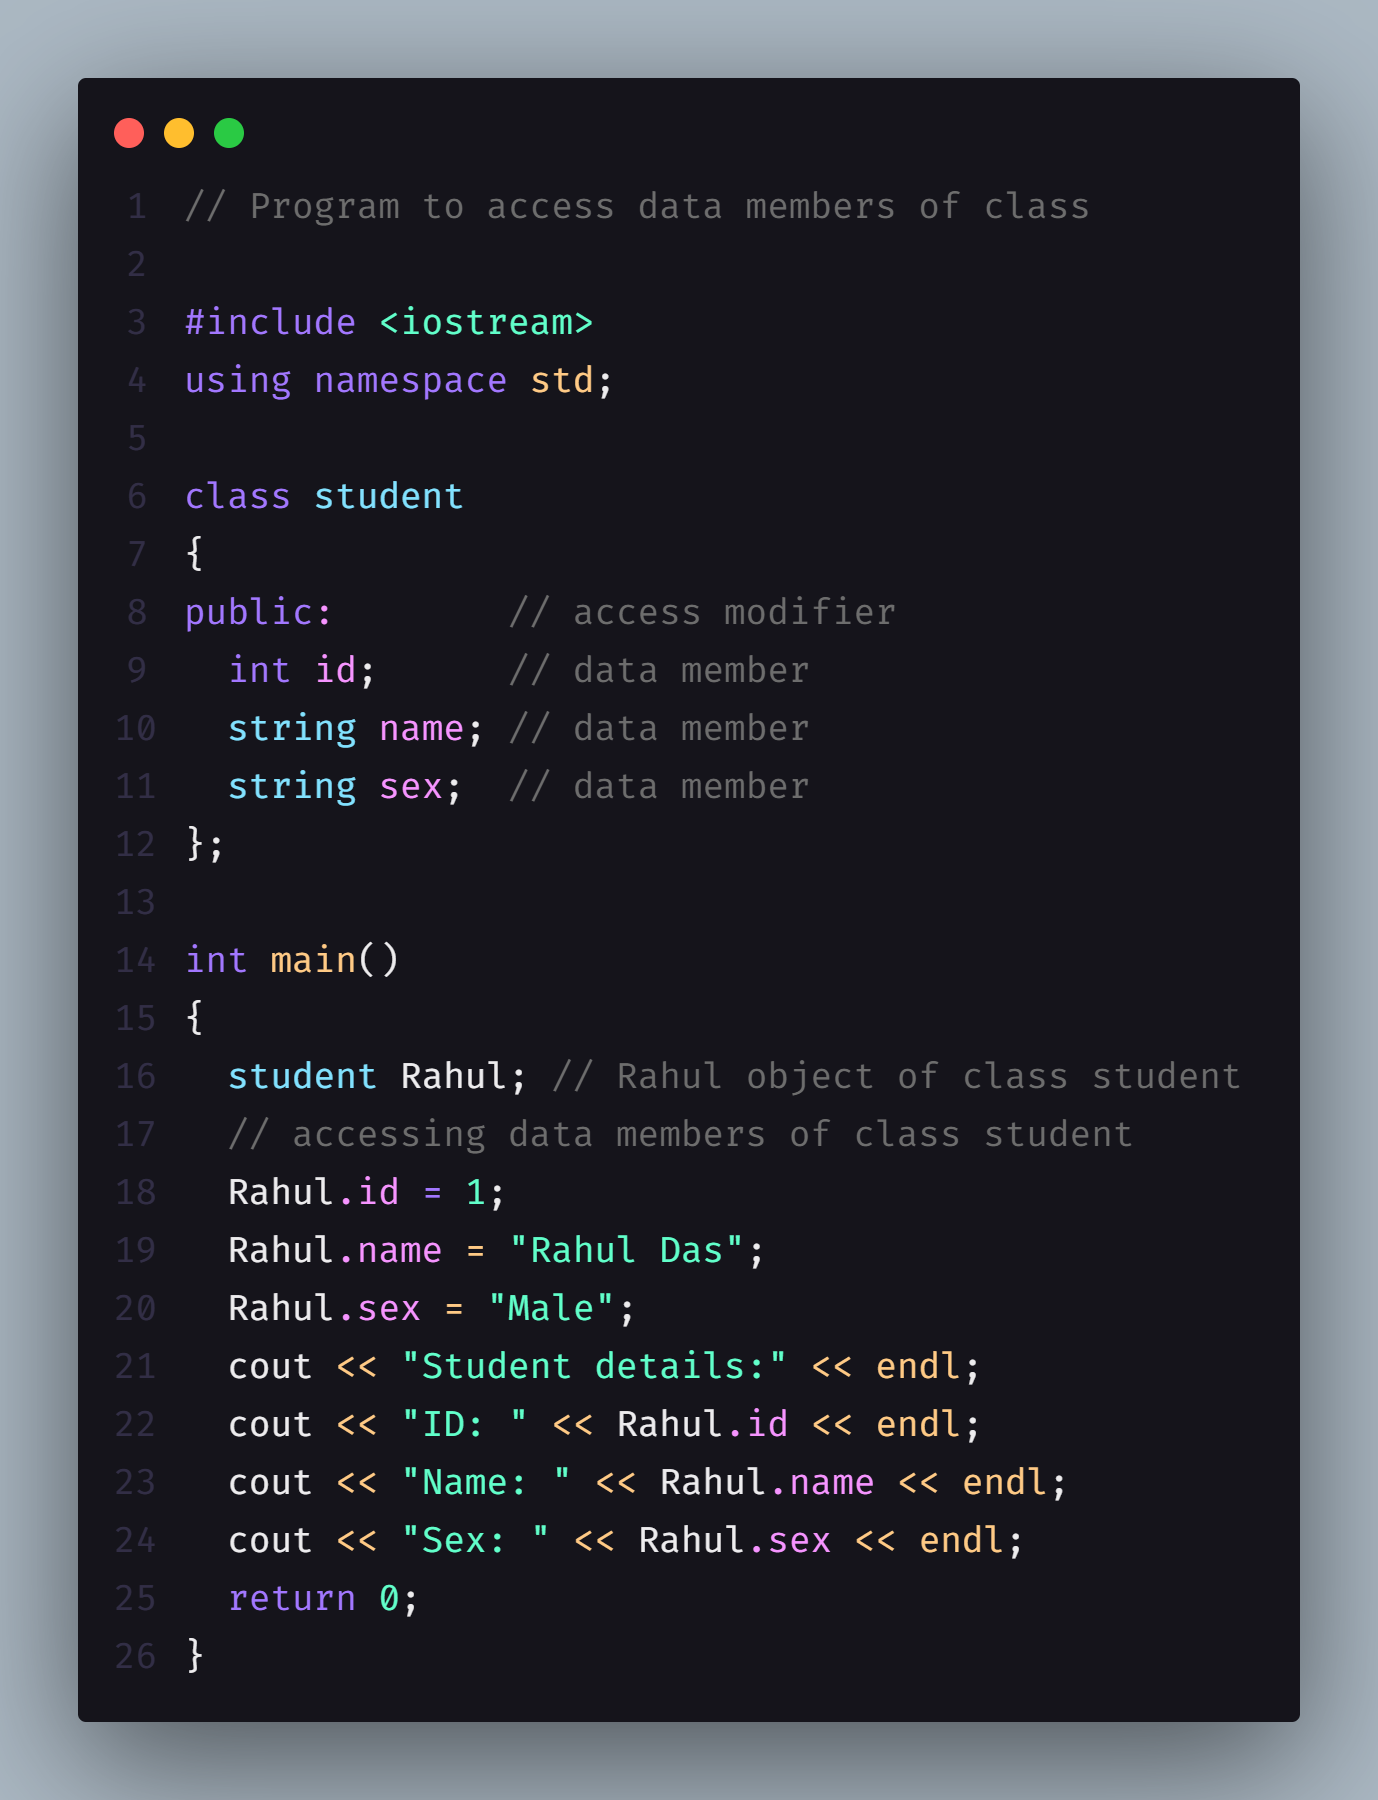 1 // Program to access data members of class
2
3 #include <iostream>
4 using namespace std;
5
6 class student
7 {
8 public:        // access modifier
9   int id;      // data member
10   string name; // data member
11   string sex;  // data member
12 };
13
14 int main()
15 {
16   student Rahul; // Rahul object of class student
17   // accessing data members of class student
18   Rahul.id = 1;
19   Rahul.name = "Rahul Das";
20   Rahul.sex = "Male";
21   cout << "Student details:" << endl;
22   cout << "ID: " << Rahul.id << endl;
23   cout << "Name: " << Rahul.name << endl;
24   cout << "Sex: " << Rahul.sex << endl;
25   return 0;
26 }